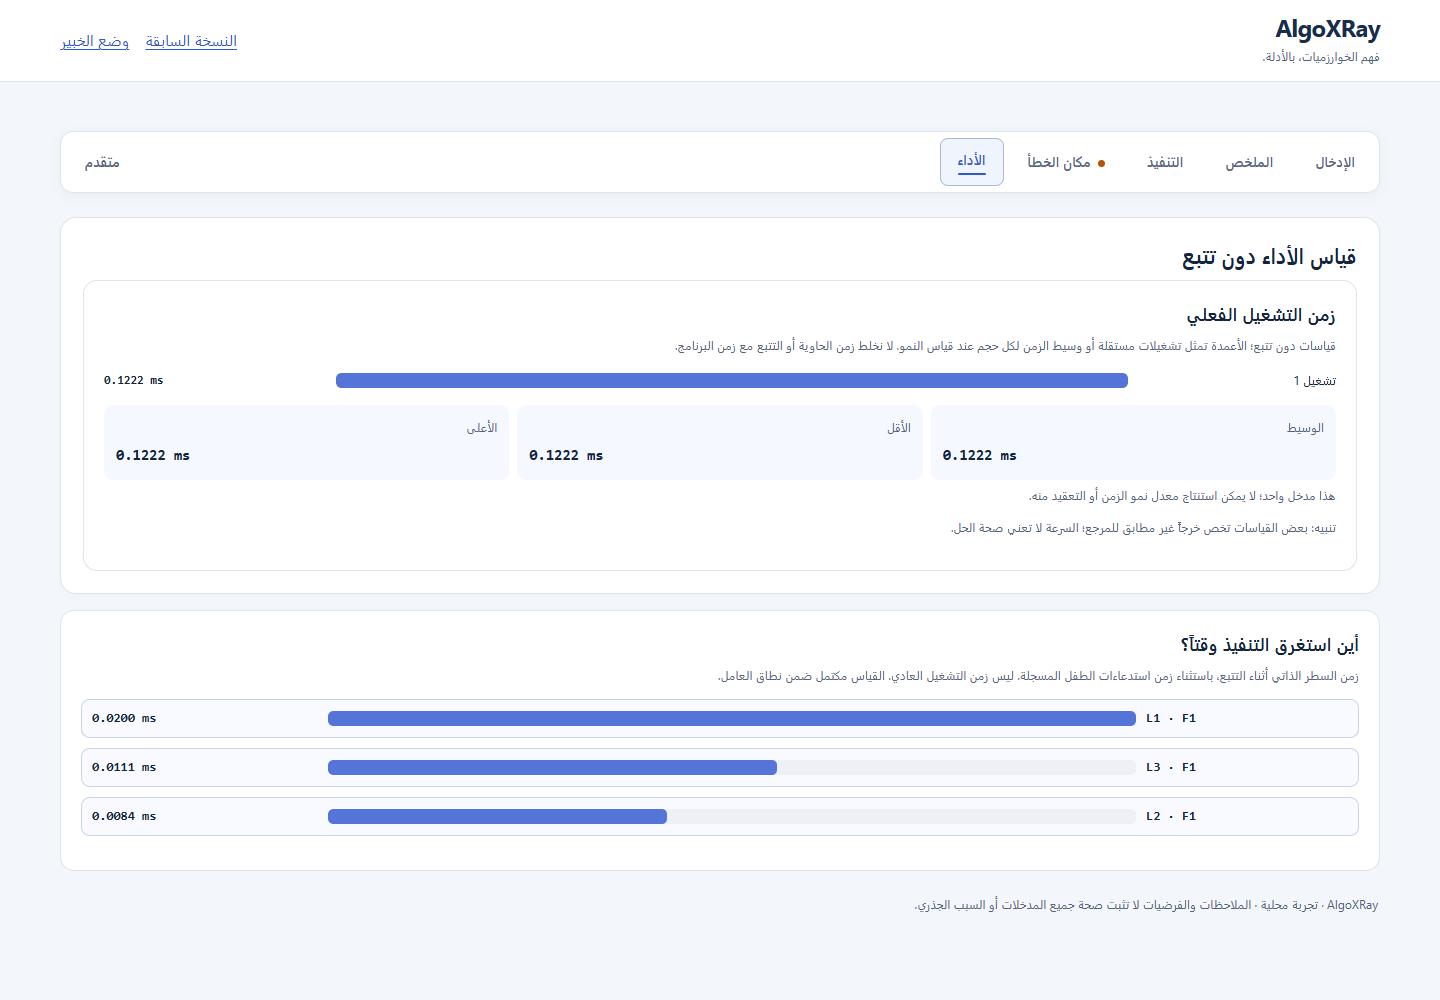 AlgoXRay
فهم الخوارزميات، بالأدلة.
النسخة السابقة
وضع الخبير
الإدخال
الملخص
التنفيذ
مكان الخطأ
الأداء
متقدم
قياس الأداء دون تتبع
زمن التشغيل الفعلي
قياسات دون تتبع؛ الأعمدة تمثل تشغيلات مستقلة أو وسيط الزمن لكل حجم عند قياس النمو. لا نخلط زمن الحاوية أو التتبع مع زمن البرنامج.
تشغيل 1
0.1222 ms
الوسيط
0.1222 ms
الأقل
0.1222 ms
الأعلى
0.1222 ms
هذا مدخل واحد؛ لا يمكن استنتاج معدل نمو الزمن أو التعقيد منه.
تنبيه: بعض القياسات تخص خرجاً غير مطابق للمرجع؛ السرعة لا تعني صحة الحل.
أين استغرق التنفيذ وقتاً؟
زمن السطر الذاتي أثناء التتبع، باستثناء زمن استدعاءات الطفل المسجلة. ليس زمن التشغيل العادي. القياس مكتمل ضمن نطاق العامل.
L1 · F1
0.0200 ms
L3 · F1
0.0111 ms
L2 · F1
0.0084 ms
AlgoXRay · تجربة محلية · الملاحظات والفرضيات لا تثبت صحة جميع المدخلات أو السبب الجذري.